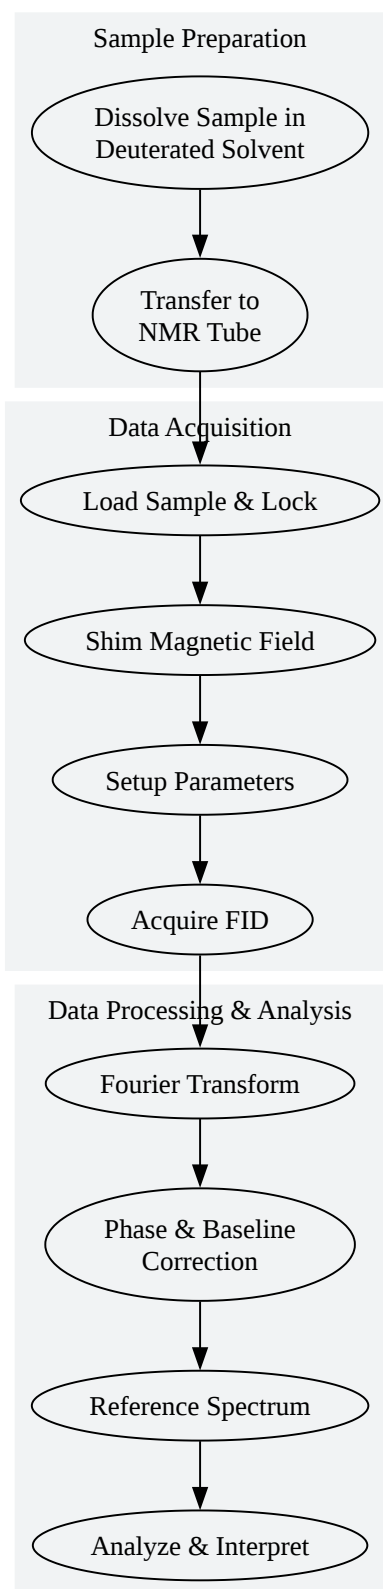 Sample Preparation
Dissolve Sample in
Deuterated Solvent
Transfer to
NMR Tube
Data Acquisition
Load Sample & Lock
Shim Magnetic Field
Setup Parameters
Acquire FID
Data Processing & Analysis
Fourier Transform
Phase & Baseline
Correction
Reference Spectrum
Analyze & Interpret